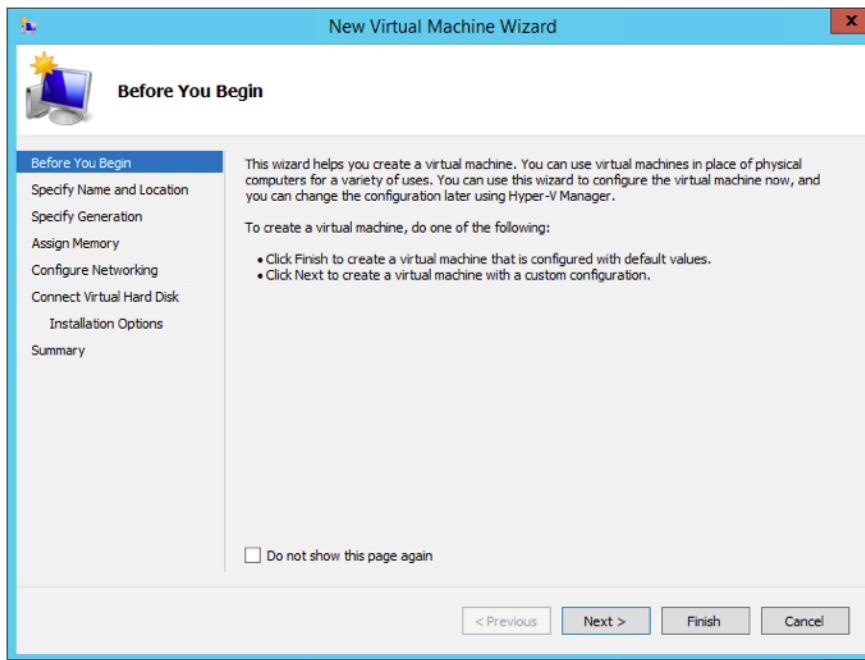 New Virtual Machine Wizard
x
Before You Begin
Before You Begin
Specify Name and Location
Specify Generation
Assign Memory
Configure Networking
Connect Virtual Hard Disk
Installation Options
Summary
This wizard helps you create a virtual machine. You can use virtual machines in place of physical
computers for a variety of uses. You can use this wizard to configure the virtual machine now, and
you can change the configuration later using Hyper-V Manager.
To create a virtual machine, do one of the following:
• Click Finish to create a virtual machine that is configured with default values.
• Click Next to create a virtual machine with a custom configuration.
Do not show this page again
< Previous
Next >
Finish
Cancel